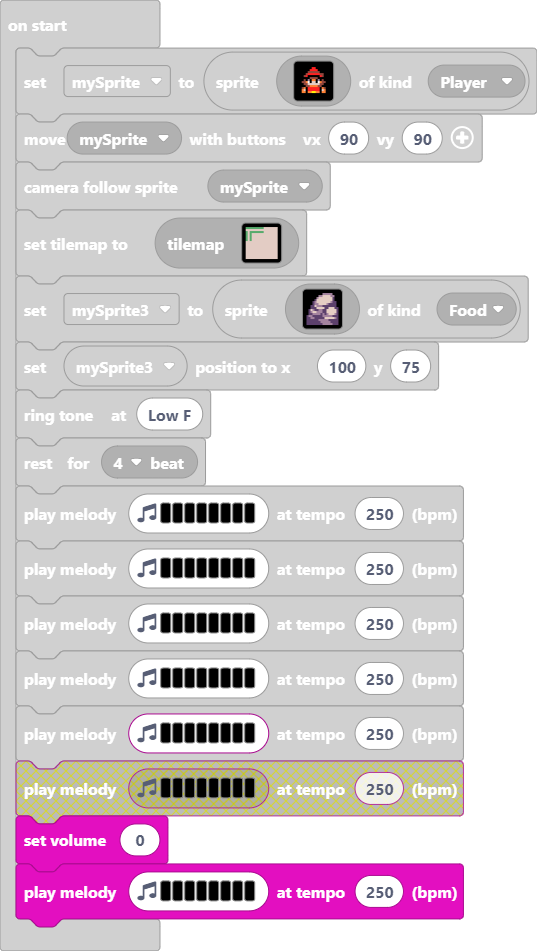 on start
set mySprite to sprite of kind Player
move mySprite with buttons vx 90 vy 90
camera follow sprite mySprite
set tilemap to tilemap
set mySprite3 to sprite of kind Food
set mySprite3 position to x 100 y 75
ring tone at Low F
rest for 4 beat
play melody at tempo 250 (bpm)
play melody at tempo 250 (bpm)
play melody at tempo 250 (bpm)
play melody at tempo 250 (bpm)
play melody at tempo 250 (bpm)
play melody at tempo 250 (bpm)
set volume 0
play melody at tempo 250 (bpm)